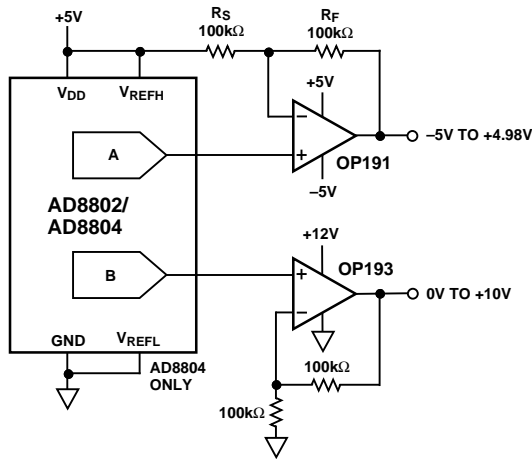 +5V
RS
100kΩ
RF
100kΩ
VDD
VREFH
+5V
A
–5V TO +4.98V
OP191
–5V
AD8802/
AD8804
+12V
OP193
B
0V TO +10V
GND
VREFL
AD8804
ONLY
100kΩ
100kΩ